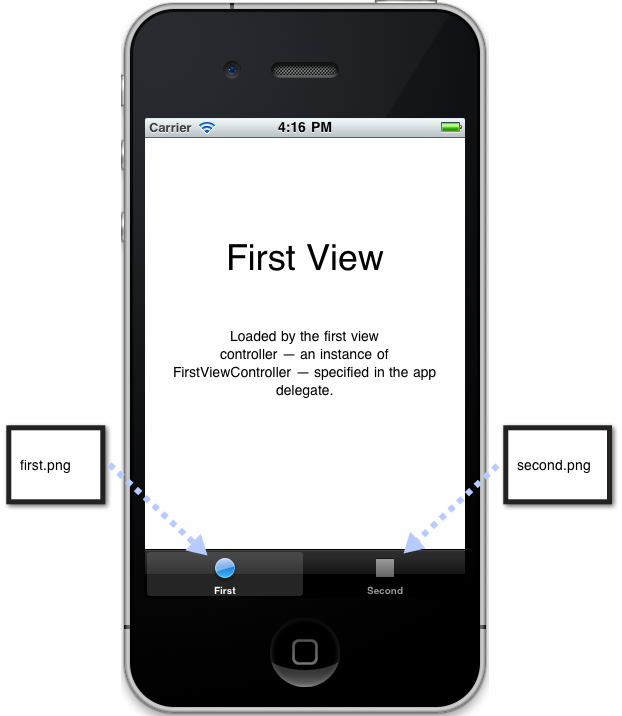 Carrier 4:16 PM
First View
Loaded by the first view
controller — an instance of
FirstViewController — specified in the app
delegate.
first.png
second.png
First Second